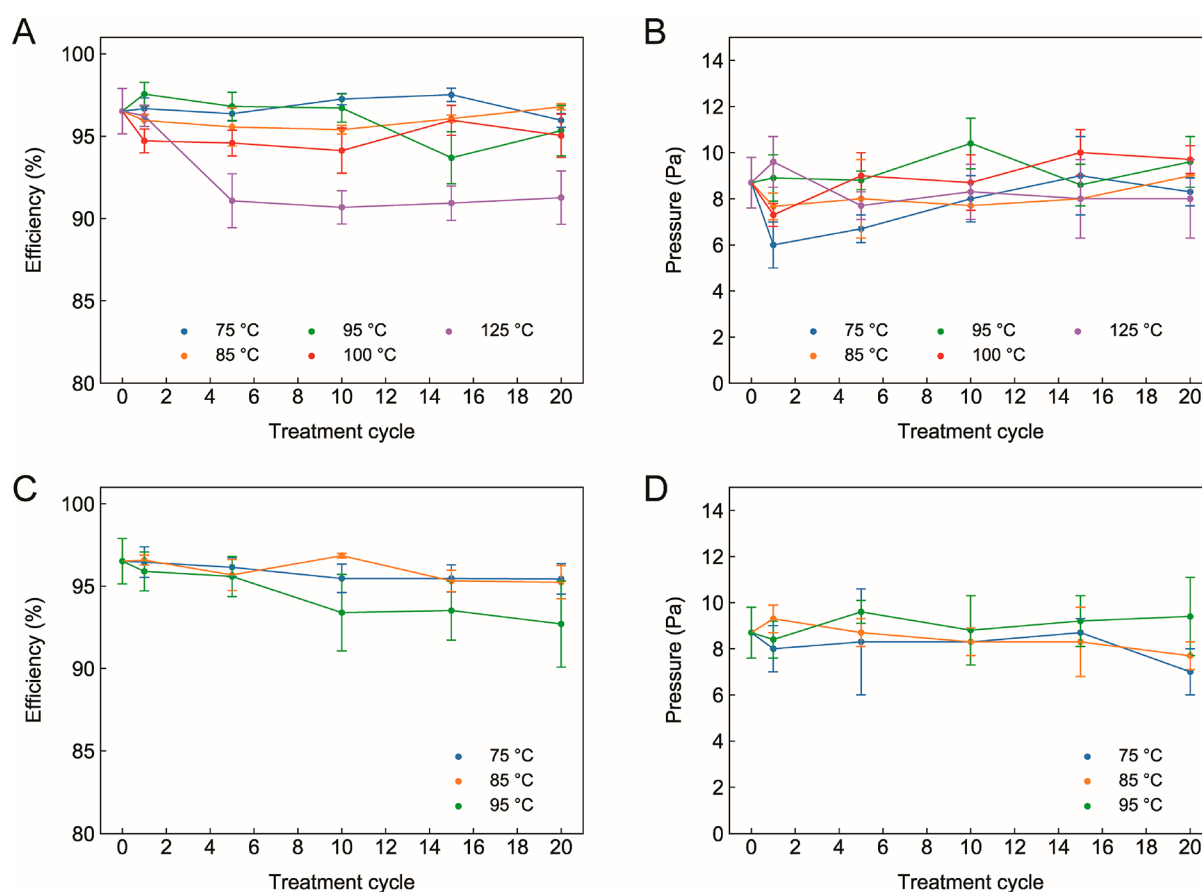 A
B
100
95
90
85
80
Efficiency (%)
75 °C
95 °C
125 °C
85 °C
100 °C
0 2 4 6 8 10 12 14 16 18 20
Treatment cycle
14
12
10
8
6
4
2
0
Pressure (Pa)
75 °C
95 °C
125 °C
85 °C
100 °C
0 2 4 6 8 10 12 14 16 18 20
Treatment cycle
C
D
100
95
90
85
80
Efficiency (%)
75 °C
85 °C
95 °C
0 2 4 6 8 10 12 14 16 18 20
Treatment cycle
14
12
10
8
6
4
2
0
Pressure (Pa)
75 °C
85 °C
95 °C
0 2 4 6 8 10 12 14 16 18 20
Treatment cycle